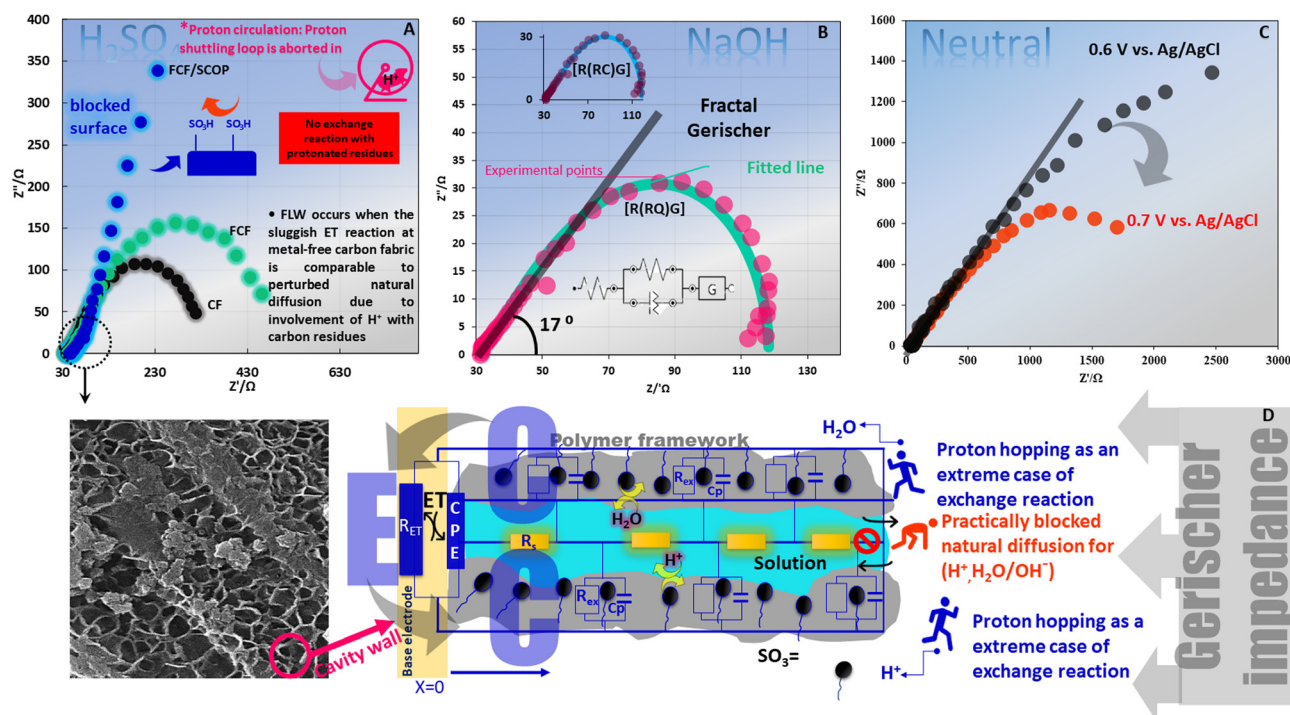 A
H₂SO
*Proton circulation: Proton
shuttling loop is aborted in
H⁺
FCF/SCOP
blocked
surface
SO₃H SO₃H
No exchange
reaction with
protonated residues
FCF
CF
• FLW occurs when the
sluggish ET reaction at
metal-free carbon fabric
is comparable to
perturbed natural
diffusion due to
involvement of H⁺ with
carbon residues
Z''/Ω
400
350
300
250
200
150
100
50
0
30 230 430 630
Z'/Ω
B
NaOH
30
0
30 70 110
[R(RC)G]
Fractal
Gerischer
Experimental points
Fitted line
[R(RQ)G]
G
17 ⁰
Z''/Ω
60
55
50
45
40
35
30
25
20
15
10
5
0
30 50 70 90 110 130
Z/'Ω
C
Neutral
0.6 V vs. Ag/AgCl
0.7 V vs. Ag/AgCl
Z''/Ω
1600
1400
1200
1000
800
600
400
200
0
0 500 1000 1500 2000 2500 3000
Z'/Ω
D
Cavity wall
Base electrode
X=0
E
O
C
C
R_ET
ET
CPE
Polymer framework
R_ex
Cp
H₂O
R_s
H⁺
Solution
R_ex
Cp
SO₃=
H₂O
Proton hopping as an
extreme case of
exchange reaction
Practically blocked
natural diffusion for
(H⁺,H₂O/OH⁻)
Proton hopping as a
extreme case of
exchange reaction
H⁺
Gerischer
impedance